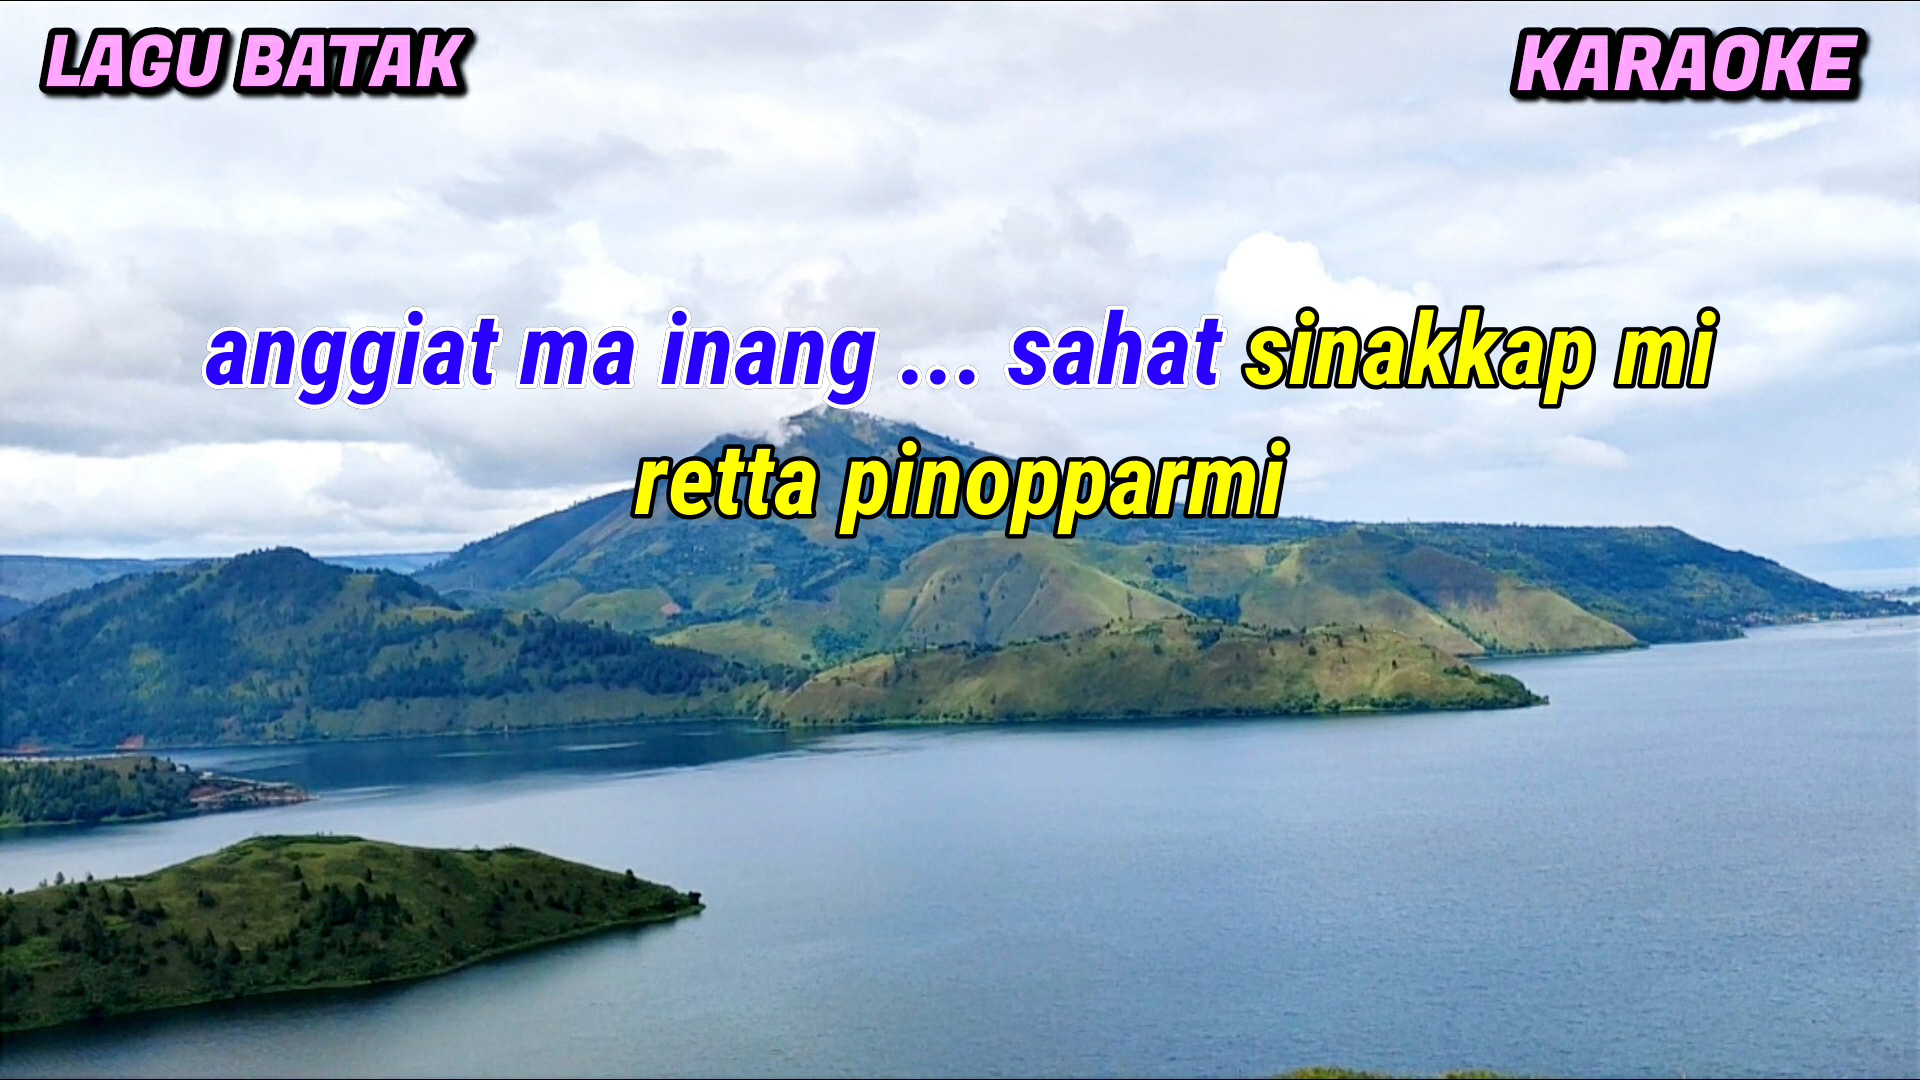 LAGU BATAK
KARAOKE
anggiat ma inang ... sahat sinakkap mi
retta pinopparmi